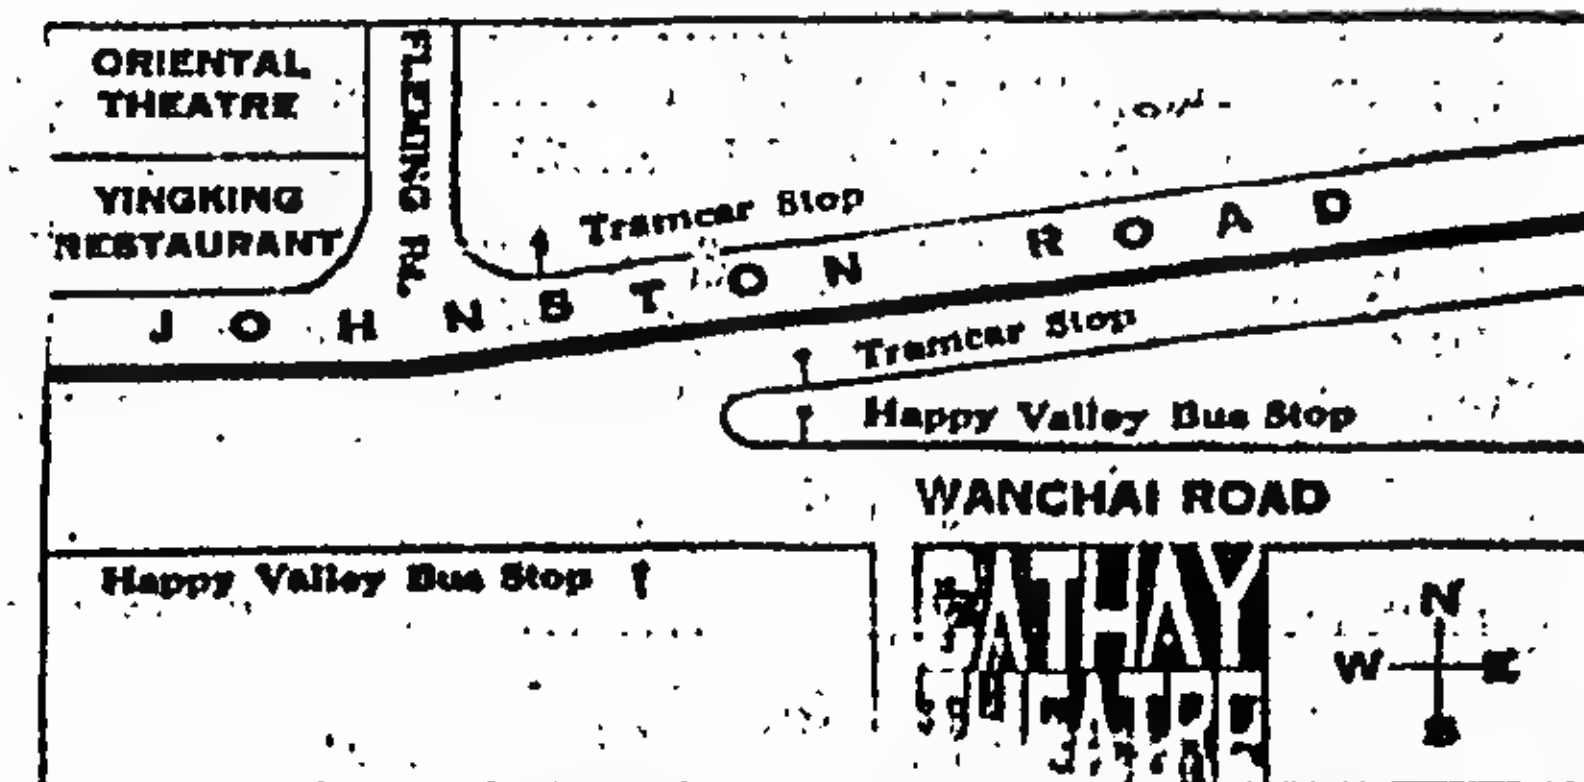 ORIENTAL
THEATRE
FLEMING Rd.
YINGKING
RESTAURANT
Tramcar Stop
JOHNSTON ROAD
Tramcar Stop
Happy Valley Bus Stop
WANCHAI ROAD
Happy Valley Bus Stop
CATHAY
THEATRE
N
W E
S